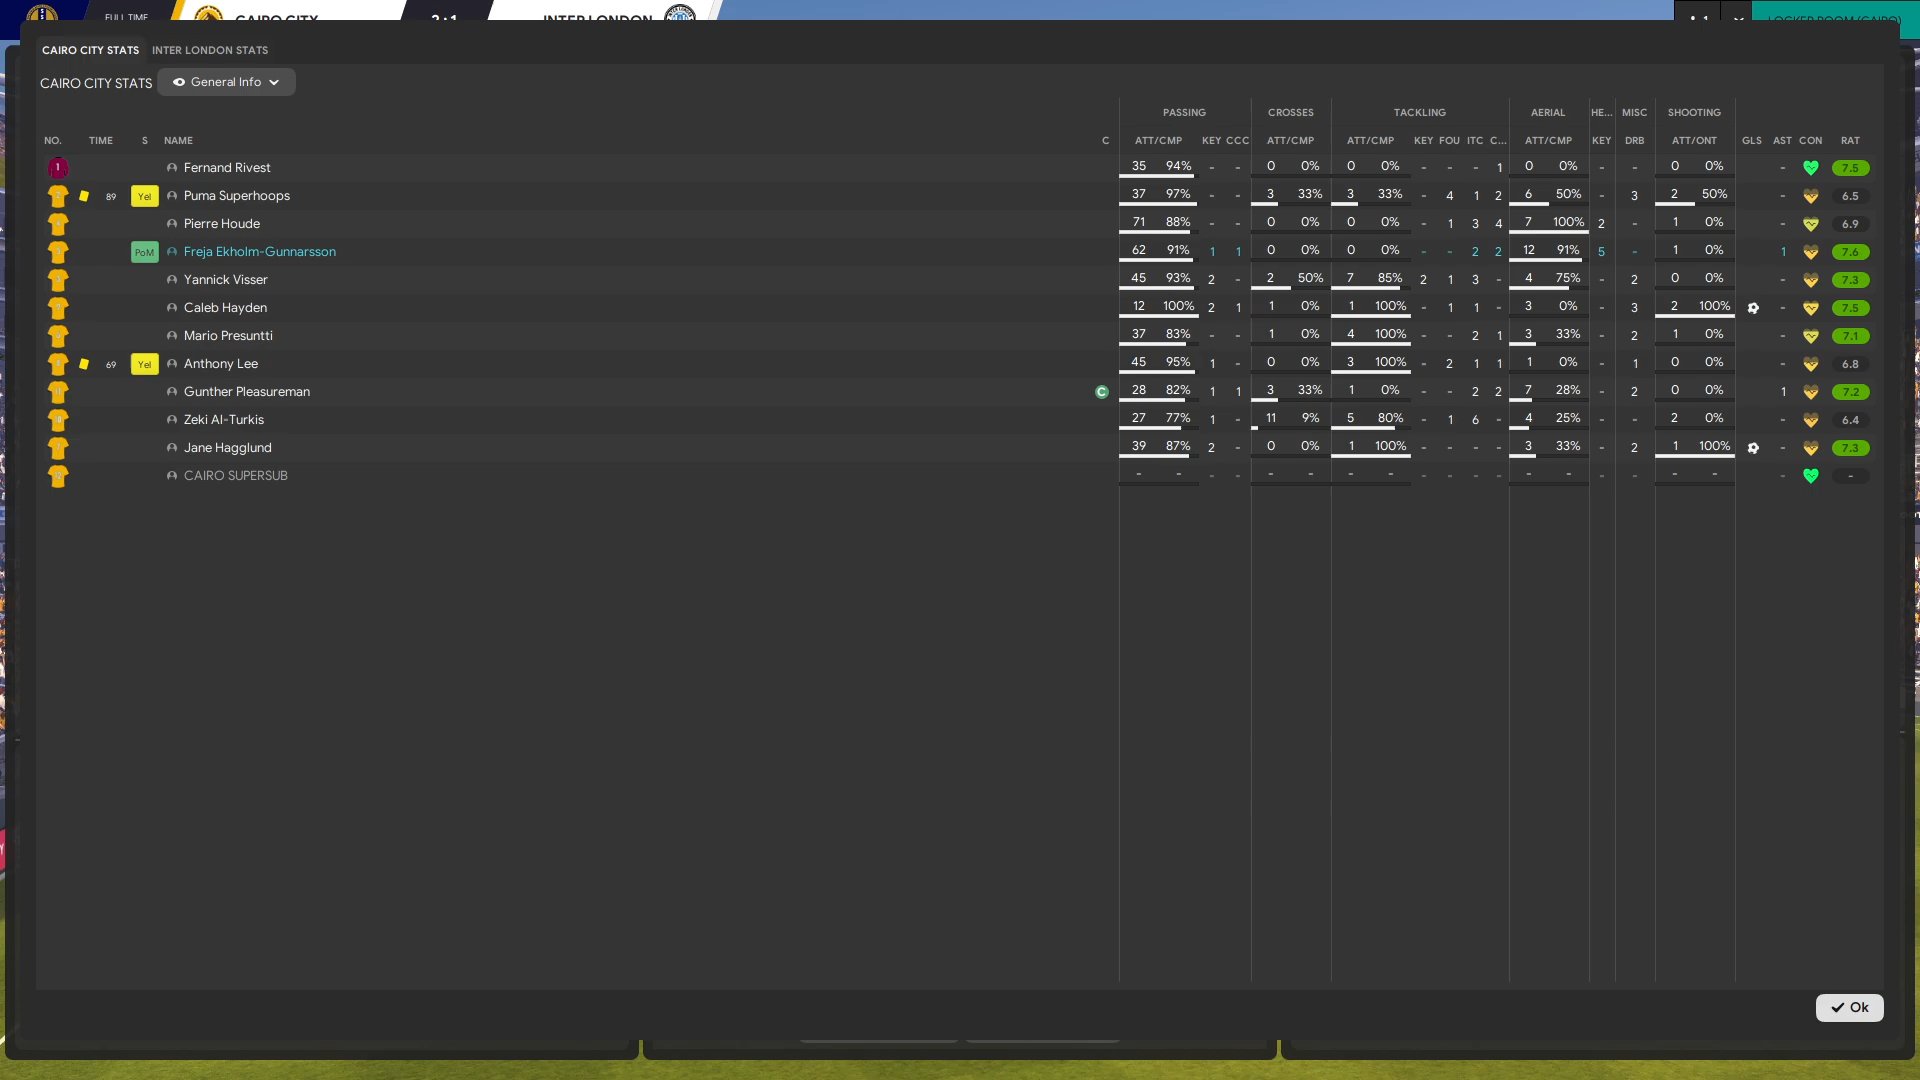 FULL TIME CAIRO CITY 2 : 1 INTER LONDON 1 LOCKER ROOM (CAIRO)
CAIRO CITY STATS INTER LONDON STATS
CAIRO CITY STATS General Info
PASSING CROSSES TACKLING AERIAL HE... MISC SHOOTING
NO. TIME S NAME C ATT/CMP KEY CCC ATT/CMP ATT/CMP KEY FOU ITC C... ATT/CMP KEY DRB ATT/ONT GLS AST CON RAT
1 Fernand Rivest 35 94% - - 0 0% 0 0% - - - 1 0 0% - - 0 0% - 7.5
89 Yel Puma Superhoops 37 97% - - 3 33% 3 33% - 4 1 2 6 50% - 3 2 50% - 6.5
Pierre Houde 71 88% - - 0 0% 0 0% - 1 3 4 7 100% 2 - 1 0% - 6.9
PoM Freja Ekholm-Gunnarsson 62 91% 1 1 0 0% 0 0% - - 2 2 12 91% 5 - 1 0% 1 7.6
Yannick Visser 45 93% 2 - 2 50% 7 85% 2 1 3 - 4 75% - 2 0 0% - 7.3
Caleb Hayden 12 100% 2 1 1 0% 1 100% - 1 1 - 3 0% - 3 2 100% - 7.5
Mario Presuntti 37 83% - - 1 0% 4 100% - - 2 1 3 33% - 2 1 0% - 7.1
69 Yel Anthony Lee 45 95% 1 - 0 0% 3 100% - 2 1 1 1 0% - 1 0 0% - 6.8
Gunther Pleasureman C 28 82% 1 1 3 33% 1 0% - - 2 2 7 28% - 2 0 0% 1 7.2
Zeki Al-Turkis 27 77% 1 - 11 9% 5 80% - 1 6 - 4 25% - - 2 0% - 6.4
Jane Hagglund 39 87% 2 - 0 0% 1 100% - - - - 3 33% - 2 1 100% - 7.3
CAIRO SUPERSUB - - - - - - - - - - - - - - - - - - - - -
Ok